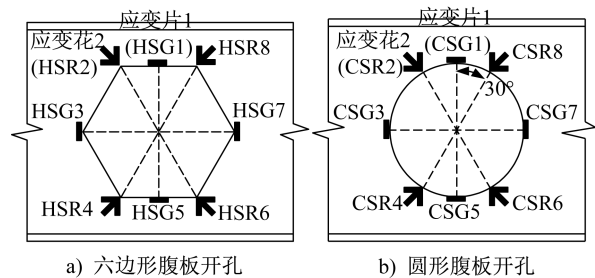 应变片1
应变花2
(HSG1)
HSR8
(HSR2)
HSG3
HSG7
HSR4
HSG5
HSR6
a) 六边形腹板开孔
应变片1
应变花2
(CSG1)
CSR8
(CSR2)
30°
CSG3
CSG7
CSR4
CSG5
CSR6
b) 圆形腹板开孔